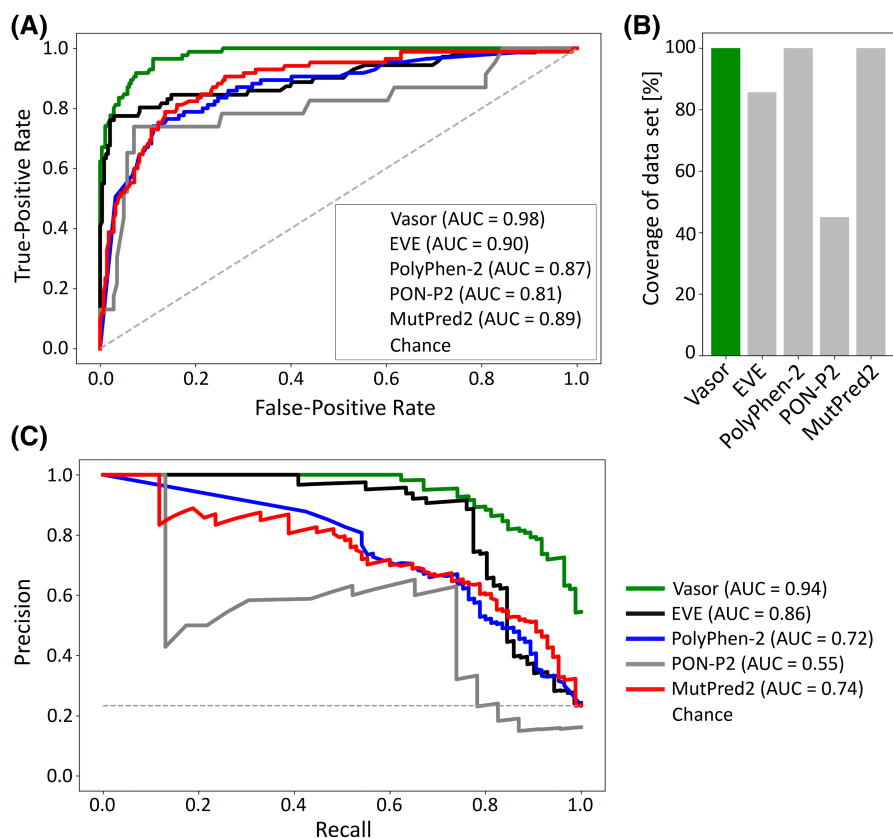 (A)
True-Positive Rate
1.0
0.8
0.6
0.4
0.2
0.0
Vasor (AUC = 0.98)
EVE (AUC = 0.90)
PolyPhen-2 (AUC = 0.87)
PON-P2 (AUC = 0.81)
MutPred2 (AUC = 0.89)
Chance
0.0 0.2 0.4 0.6 0.8 1.0
False-Positive Rate
(B)
Coverage of data set [%]
100
80
60
40
20
0
Vasor
EVE
PolyPhen-2
PON-P2
MutPred2
(C)
Precision
1.0
0.8
0.6
0.4
0.2
0.0
0.0 0.2 0.4 0.6 0.8 1.0
Recall
Vasor (AUC = 0.94)
EVE (AUC = 0.86)
PolyPhen-2 (AUC = 0.72)
PON-P2 (AUC = 0.55)
MutPred2 (AUC = 0.74)
Chance